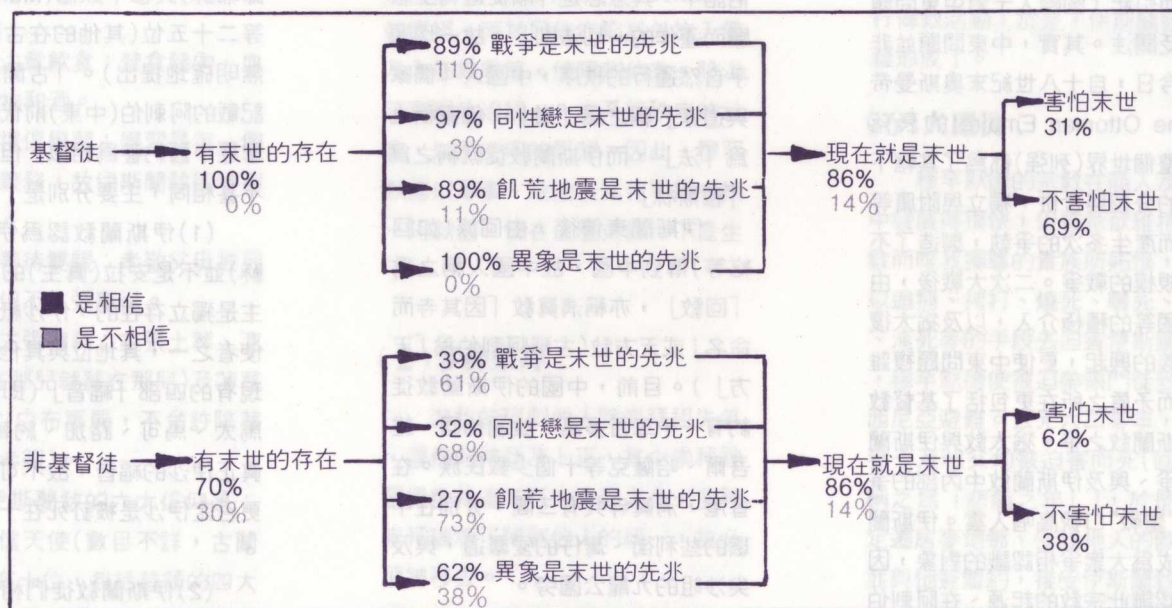 89% 戰爭是末世的先兆
11%
97% 同性戀是末世的先兆
3%
基督徒
有末世的存在
100%
0%
89% 飢荒地震是末世的先兆
11%
100% 異象是末世的先兆
0%
現在就是末世
86%
14%
害怕末世
31%
不害怕末世
69%
是相信
是不相信
39% 戰爭是末世的先兆
61%
32% 同性戀是末世的先兆
68%
非基督徒
有末世的存在
70%
30%
27% 飢荒地震是末世的先兆
73%
62% 異象是末世的先兆
38%
現在就是末世
86%
14%
害怕末世
62%
不害怕末世
38%